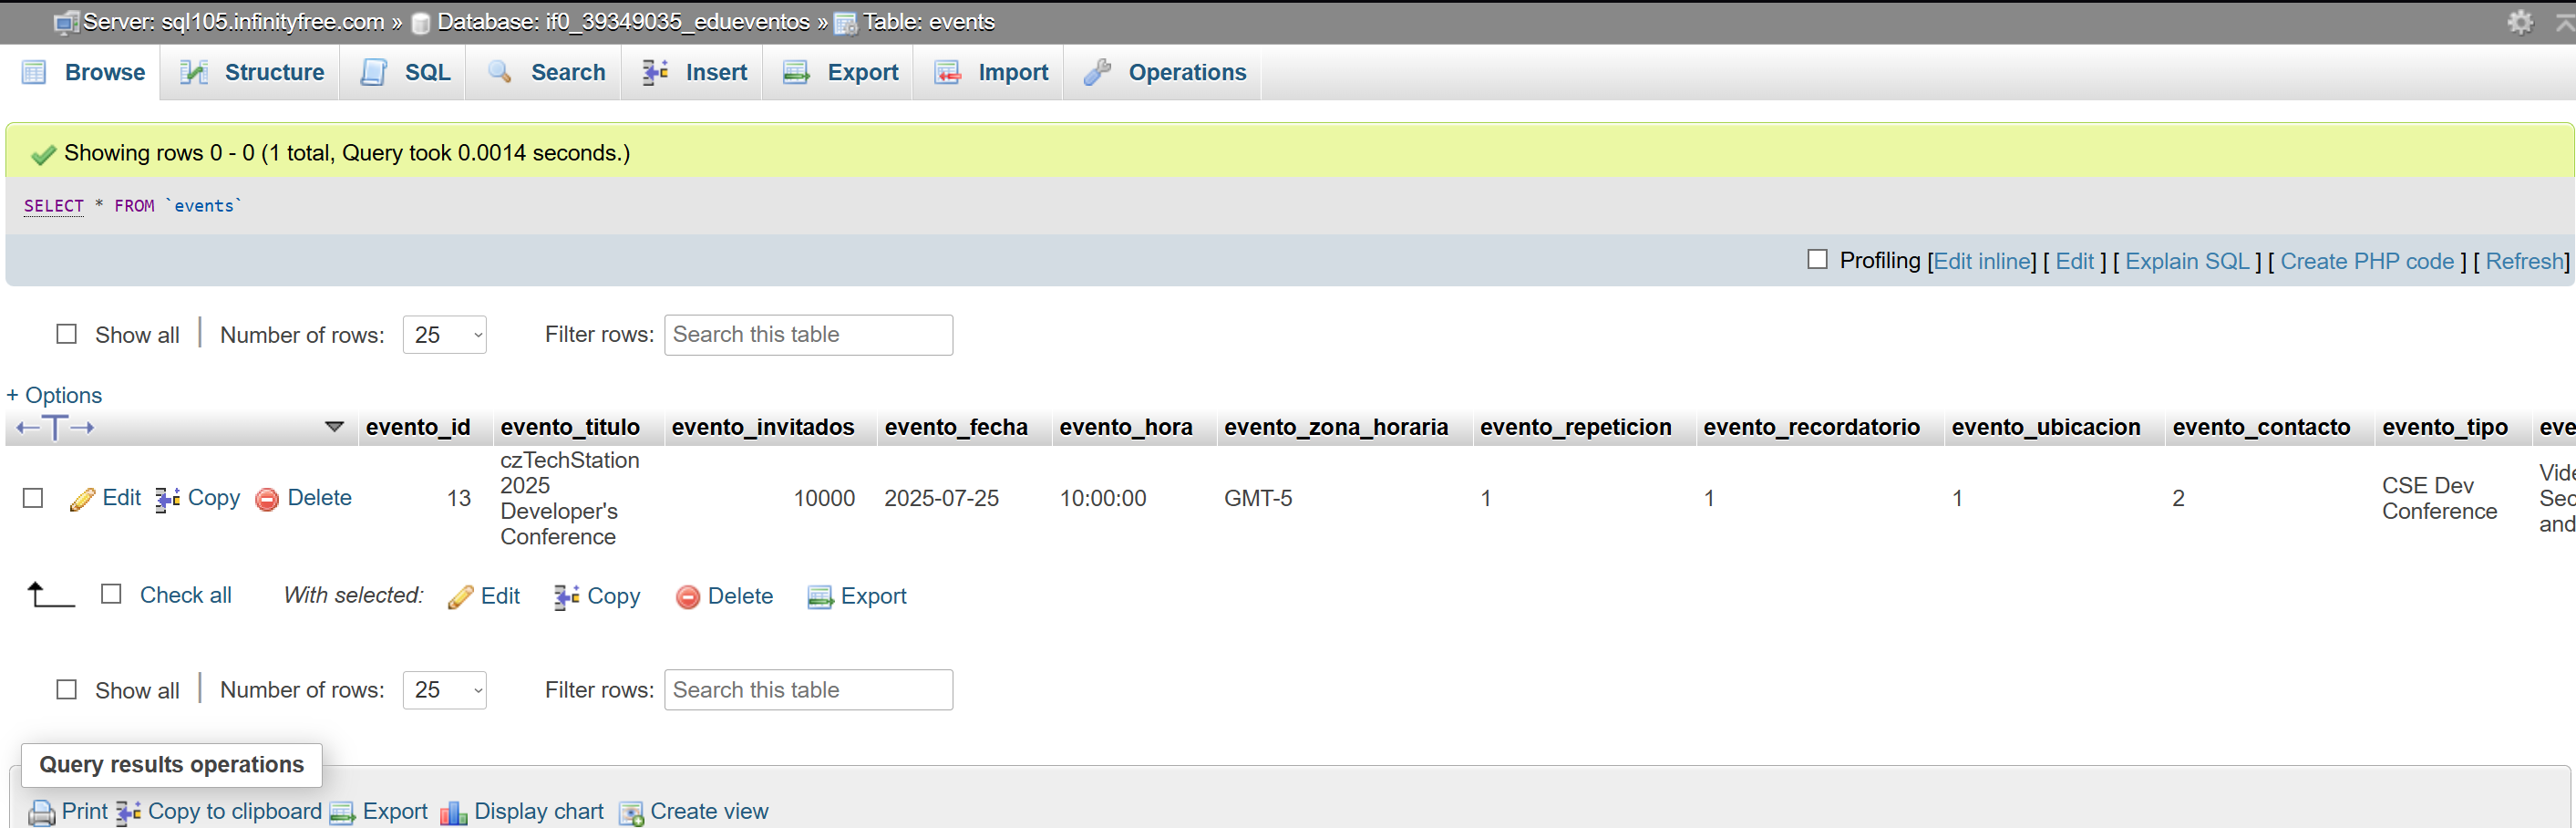 Server: sql105.infinityfree.com » Database: if0_39349035_edueventos » Table: events
Browse Structure SQL Search Insert Export Import Operations
Showing rows 0 - 0 (1 total, Query took 0.0014 seconds.)
SELECT * FROM `events`
Profiling [Edit inline] [ Edit ] [ Explain SQL ] [ Create PHP code ] [ Refresh]
Show all | Number of rows: 25 Filter rows: Search this table
+ Options
evento_id evento_titulo evento_invitados evento_fecha evento_hora evento_zona_horaria evento_repeticion evento_recordatorio evento_ubicacion evento_contacto evento_tipo eve
Edit Copy Delete 13 czTechStation 2025 Developer's Conference 10000 2025-07-25 10:00:00 GMT-5 1 1 1 2 CSE Dev Conference Vide Sec and
Check all With selected: Edit Copy Delete Export
Show all | Number of rows: 25 Filter rows: Search this table
Query results operations
Print Copy to clipboard Export Display chart Create view